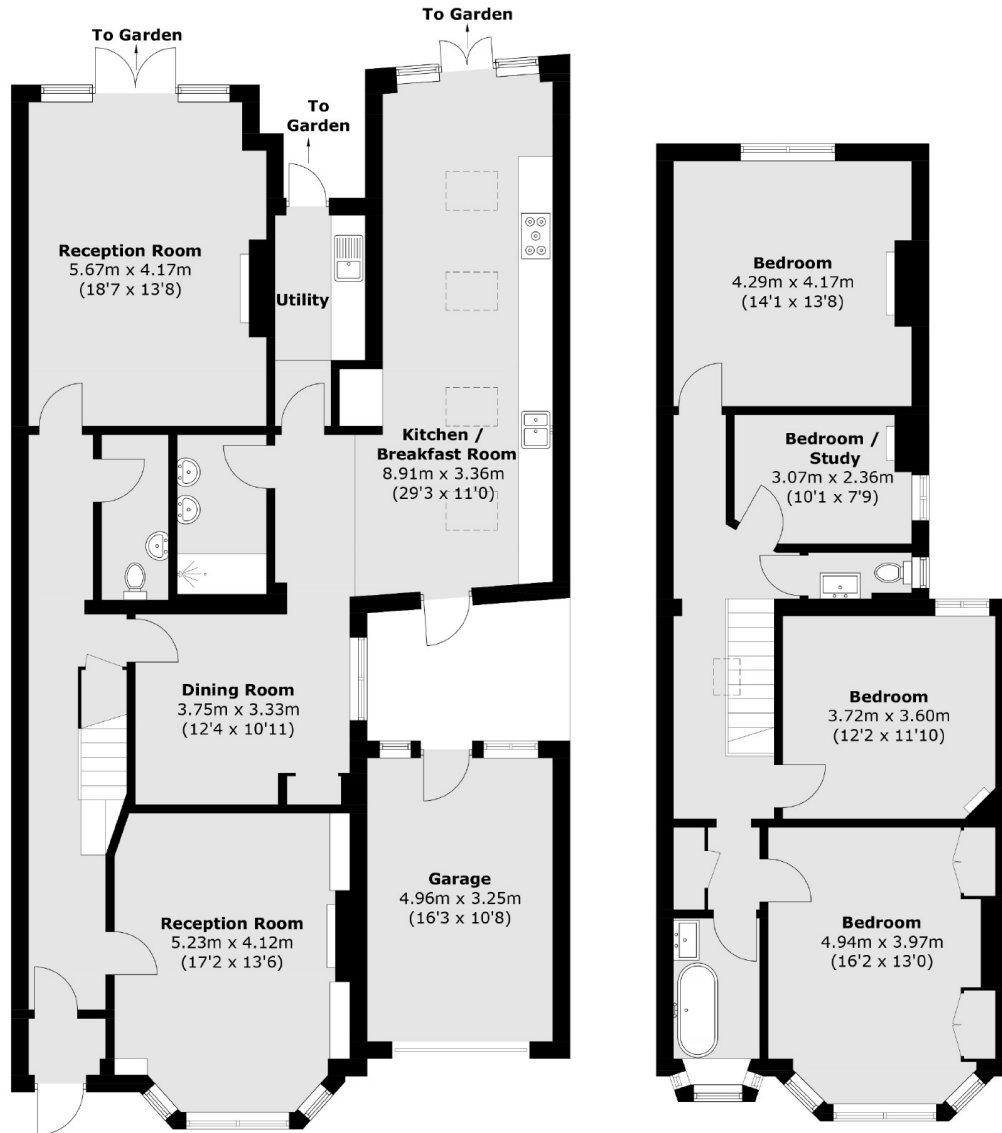 To Garden
To Garden
To
Garden
Reception Room
5.67m x 4.17m
(18'7 x 13'8)
Utility
Kitchen /
Breakfast Room
8.91m x 3.36m
(29'3 x 11'0)
Dining Room
3.75m x 3.33m
(12'4 x 10'11)
Garage
4.96m x 3.25m
(16'3 x 10'8)
Reception Room
5.23m x 4.12m
(17'2 x 13'6)
Bedroom
4.29m x 4.17m
(14'1 x 13'8)
Bedroom /
Study
3.07m x 2.36m
(10'1 x 7'9)
Bedroom
3.72m x 3.60m
(12'2 x 11'10)
Bedroom
4.94m x 3.97m
(16'2 x 13'0)